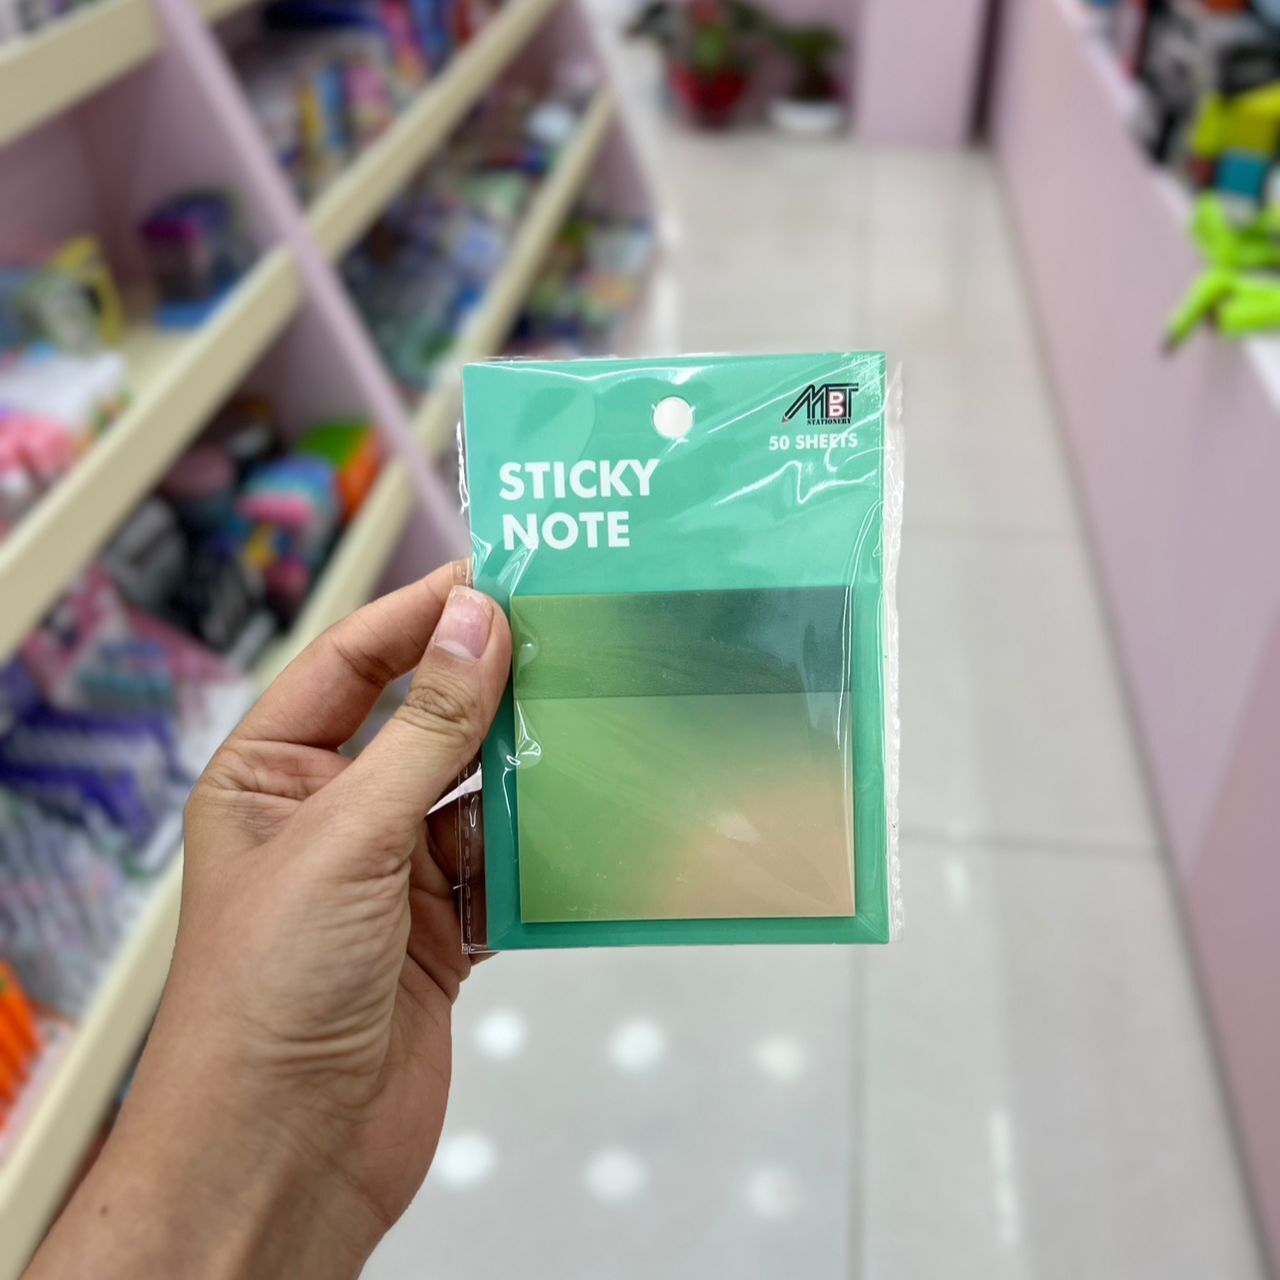 MBT
STATIONERY
50 SHEETS
STICKY
NOTE